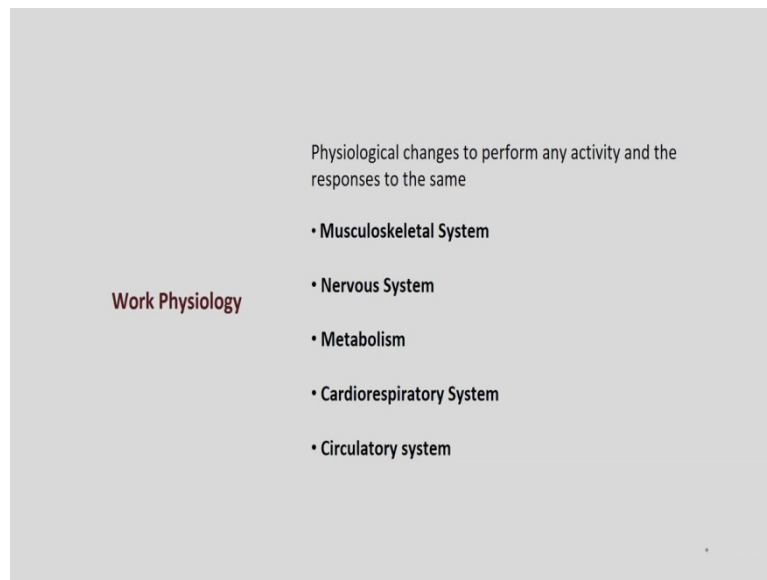 Physiological changes to perform any activity and the
responses to the same
• Musculoskeletal System
• Nervous System
Work Physiology
• Metabolism
• Cardiorespiratory System
• Circulatory system